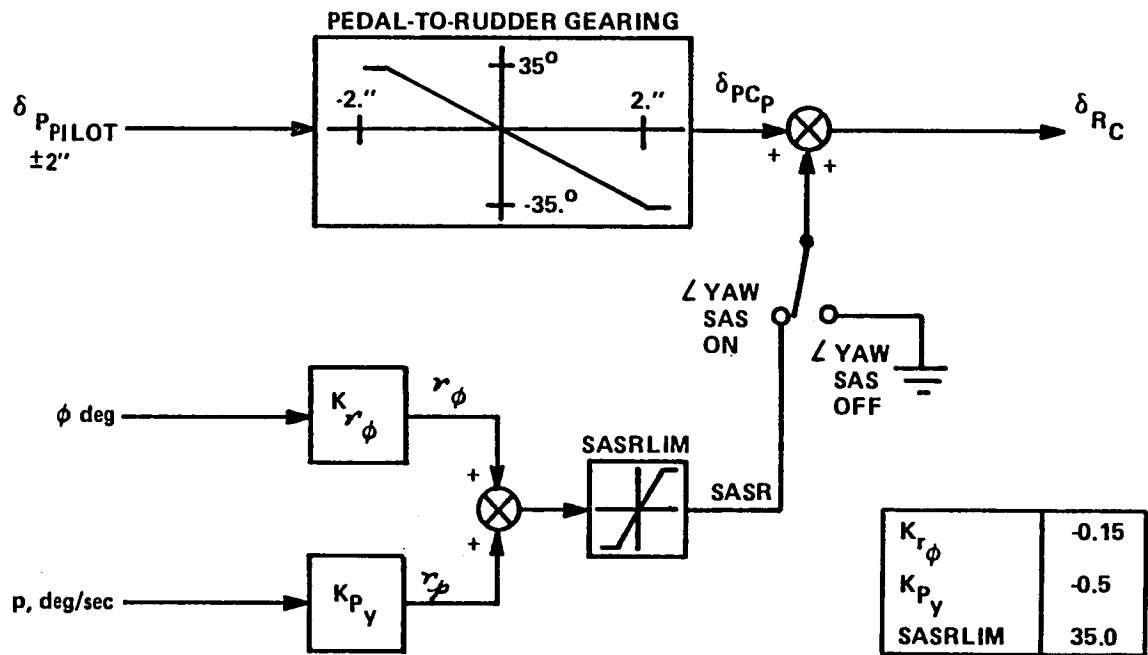 PEDAL-TO-RUDDER GEARING
35°
-2."
2."
-35.°
δ P PILOT
±2"
δ PC P
δ R C
+
+
∠ YAW
SAS
ON
∠ YAW
SAS
OFF
φ deg
K r φ
r φ
+
+
SASRLIM
SASR
p, deg/sec
K P y
r p
K r φ -0.15
K P y -0.5
SASRLIM 35.0